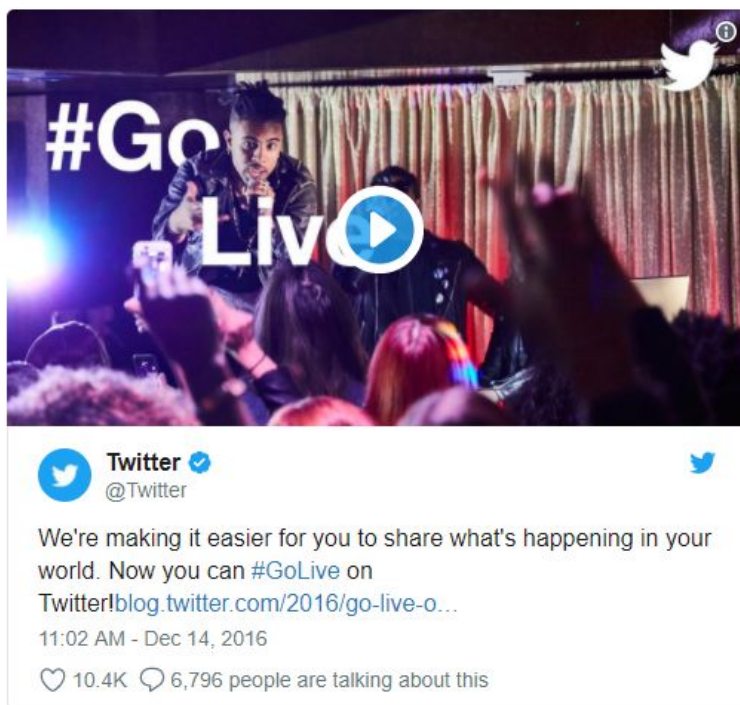 #Go
Live
Twitter
@Twitter
We're making it easier for you to share what's happening in your
world. Now you can #GoLive on
Twitter!blog.twitter.com/2016/go-live-o…
11:02 AM - Dec 14, 2016
10.4K 6,796 people are talking about this